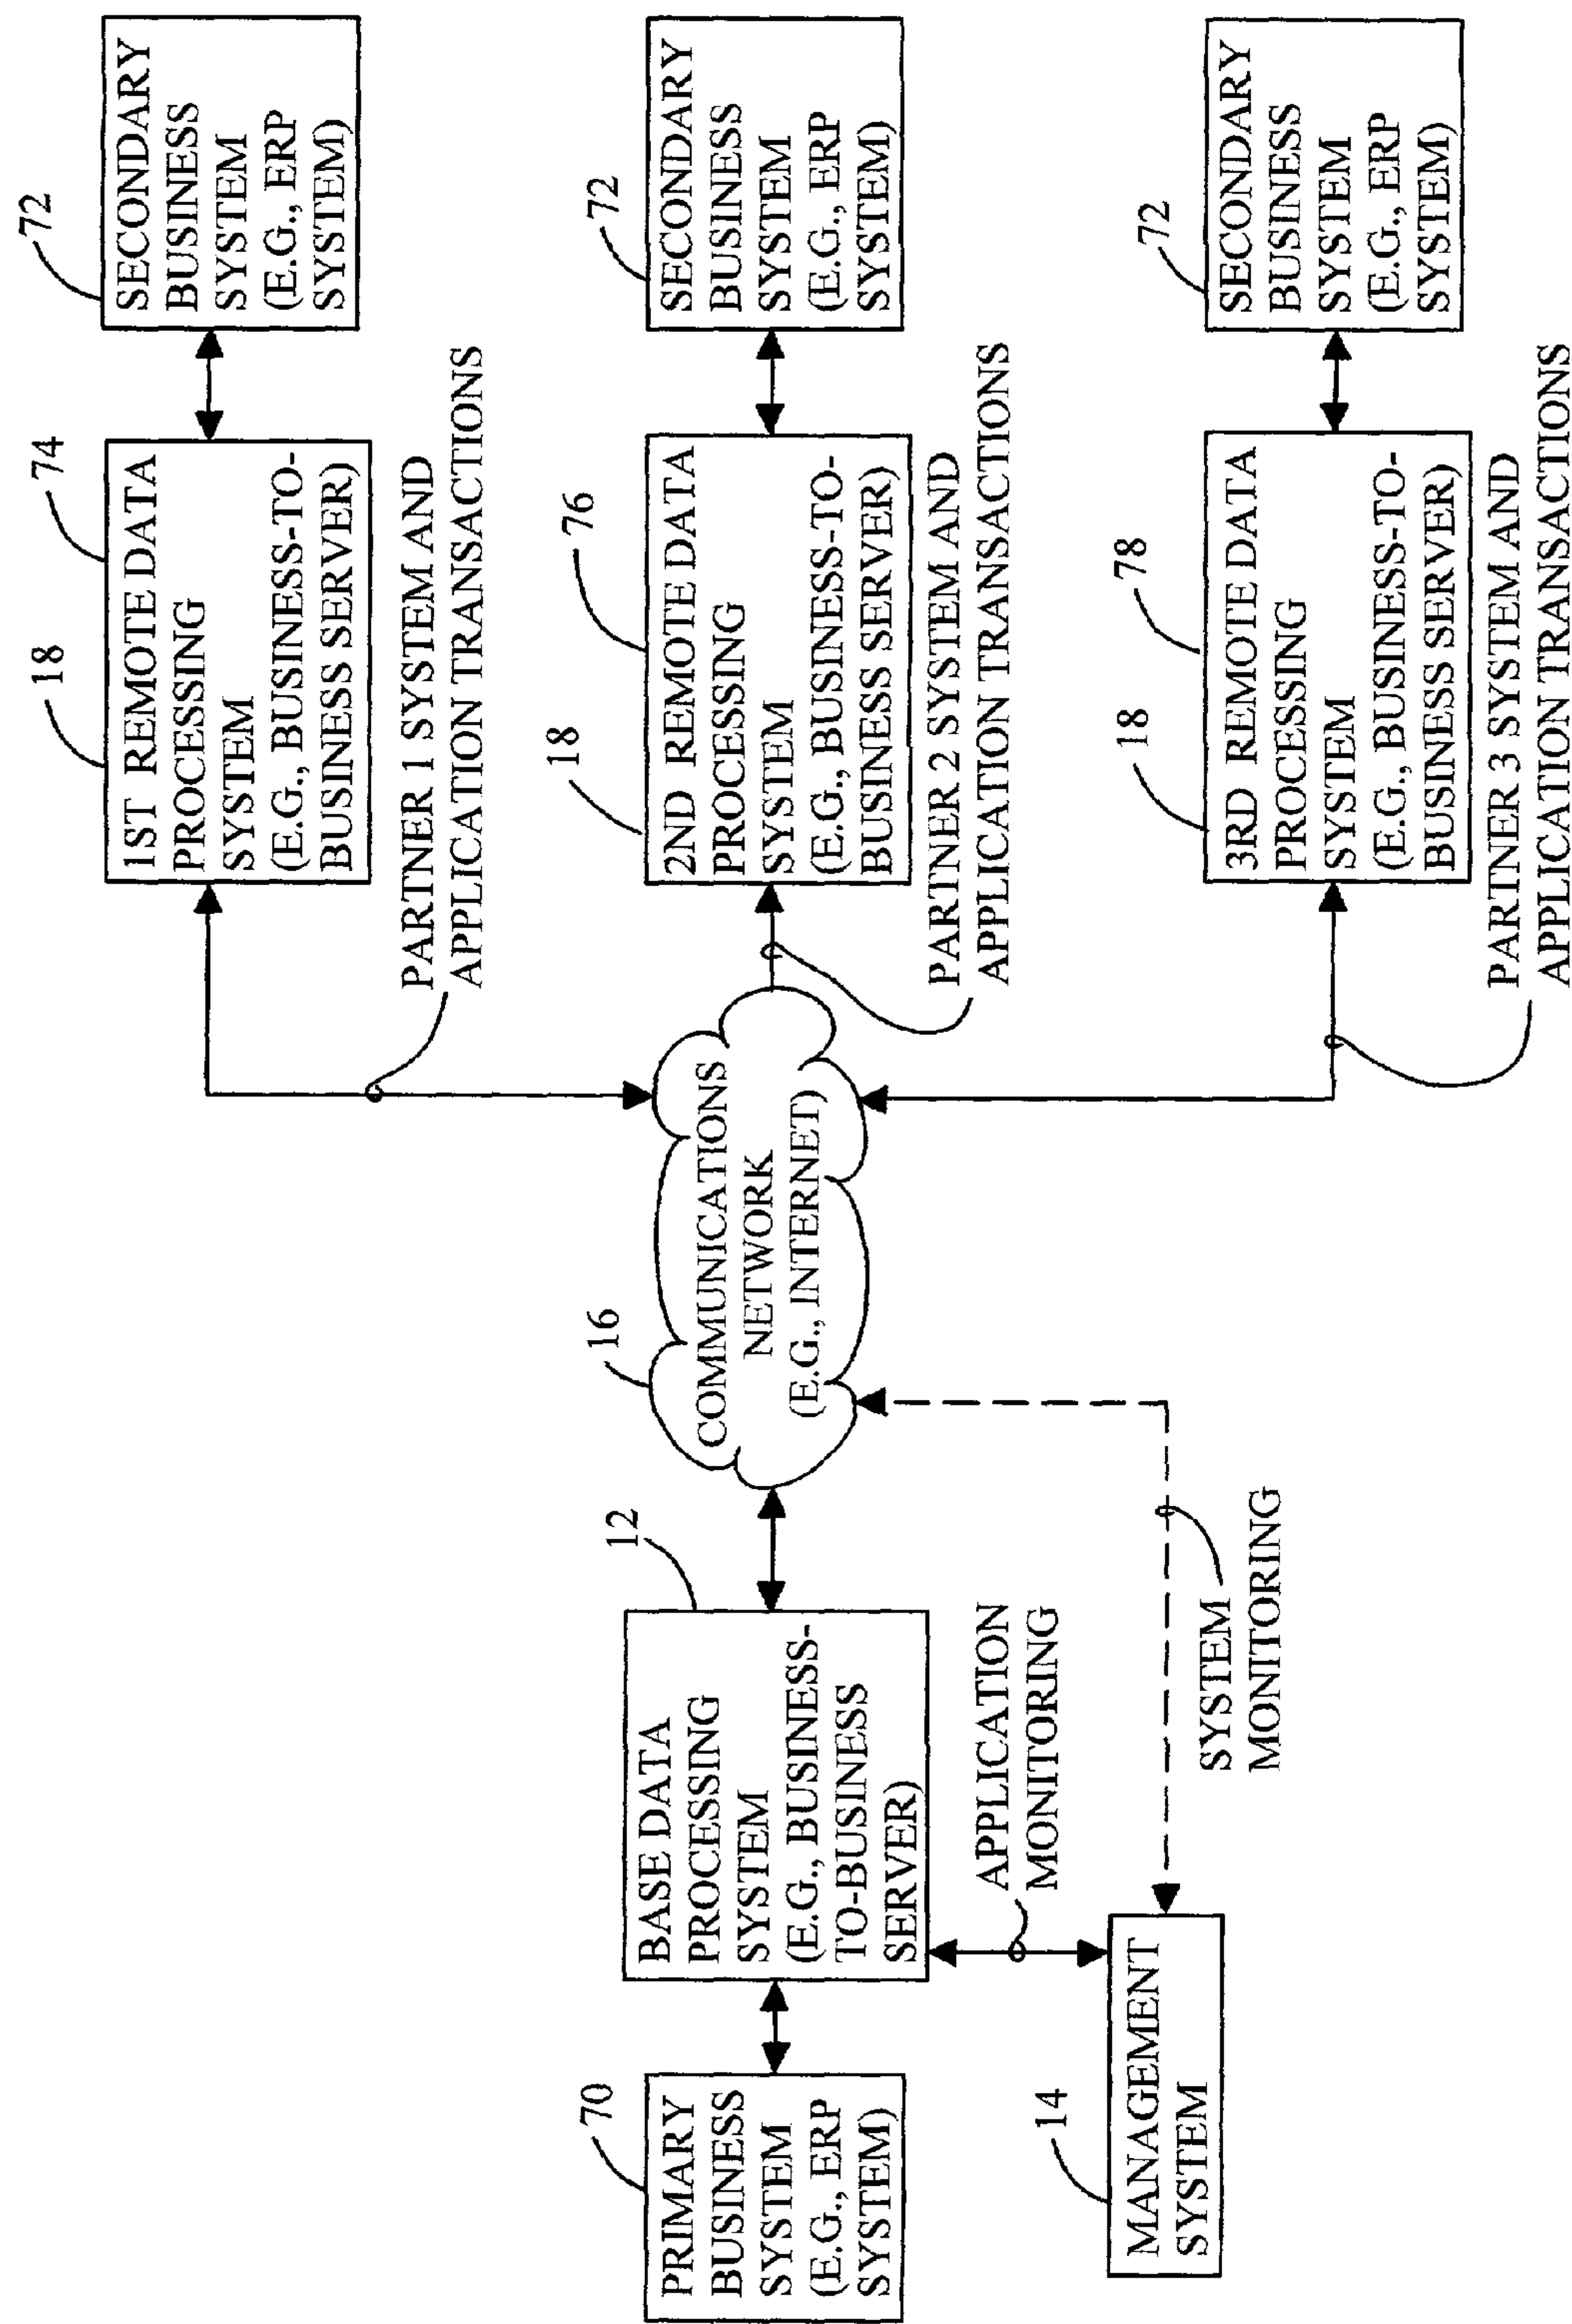 70
PRIMARY
BUSINESS
SYSTEM
(E.G., ERP
SYSTEM)
12
BASE DATA
PROCESSING
SYSTEM
(E.G., BUSINESS-
TO-BUSINESS
SERVER)
APPLICATION
MONITORING
14
MANAGEMENT
SYSTEM
SYSTEM
MONITORING
16
COMMUNICATIONS
NETWORK
(E.G., INTERNET)
18
74
1ST REMOTE DATA
PROCESSING
SYSTEM
(E.G., BUSINESS-TO-
BUSINESS SERVER)
PARTNER 1 SYSTEM AND
APPLICATION TRANSACTIONS
72
SECONDARY
BUSINESS
SYSTEM
(E.G., ERP
SYSTEM)
18
76
2ND REMOTE DATA
PROCESSING
SYSTEM
(E.G., BUSINESS-TO-
BUSINESS SERVER)
PARTNER 2 SYSTEM AND
APPLICATION TRANSACTIONS
72
SECONDARY
BUSINESS
SYSTEM
(E.G., ERP
SYSTEM)
18
78
3RD REMOTE DATA
PROCESSING
SYSTEM
(E.G., BUSINESS-TO-
BUSINESS SERVER)
PARTNER 3 SYSTEM AND
APPLICATION TRANSACTIONS
72
SECONDARY
BUSINESS
SYSTEM
(E.G., ERP
SYSTEM)